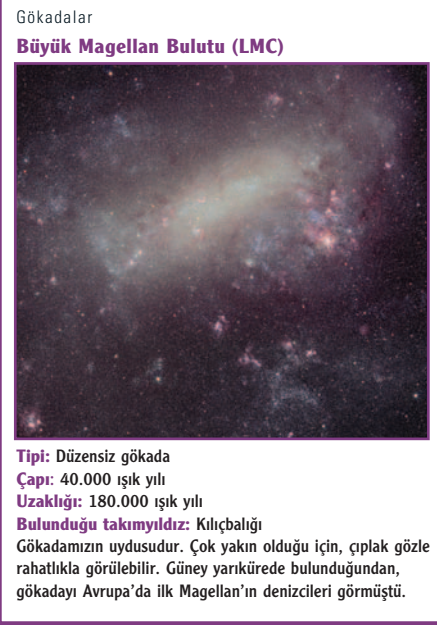 Gökadalar
Büyük Magellan Bulutu (LMC)
Tipi: Düzensiz gökada
Çapı: 40.000 ışık yılı
Uzaklığı: 180.000 ışık yılı
Bulunduğu takımyıldız: Kılıçbalığı
Gökadamızın uydusudur. Çok yakın olduğu için, çıplak gözle
rahatlıkla görülebilir. Güney yarıkürede bulunduğundan,
gökadayı Avrupa’da ilk Magellan’ın denizcileri görmüştü.